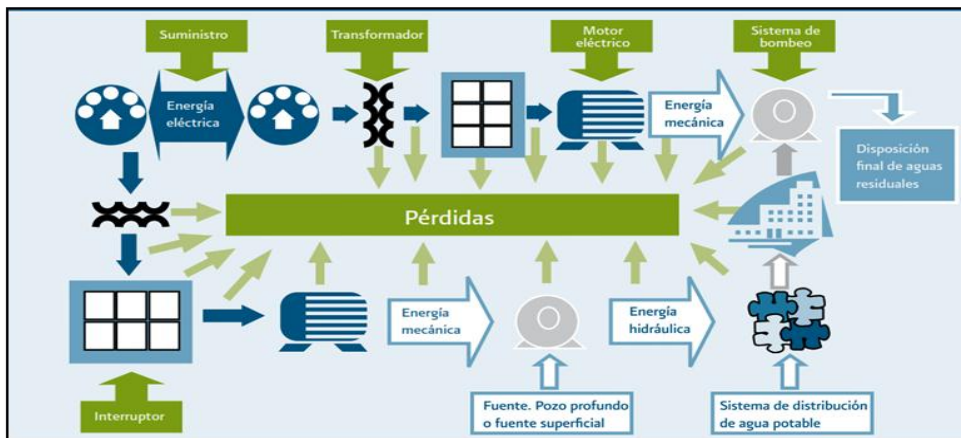 Suministro
Transformador
Motor
eléctrico
Sistema de
bombeo
Energía
eléctrica
Energía
mecánica
Disposición
final de aguas
residuales
Pérdidas
Energía
mecánica
Energía
hidráulica
Interruptor
Fuente. Pozo profundo
o fuente superficial
Sistema de distribución
de agua potable